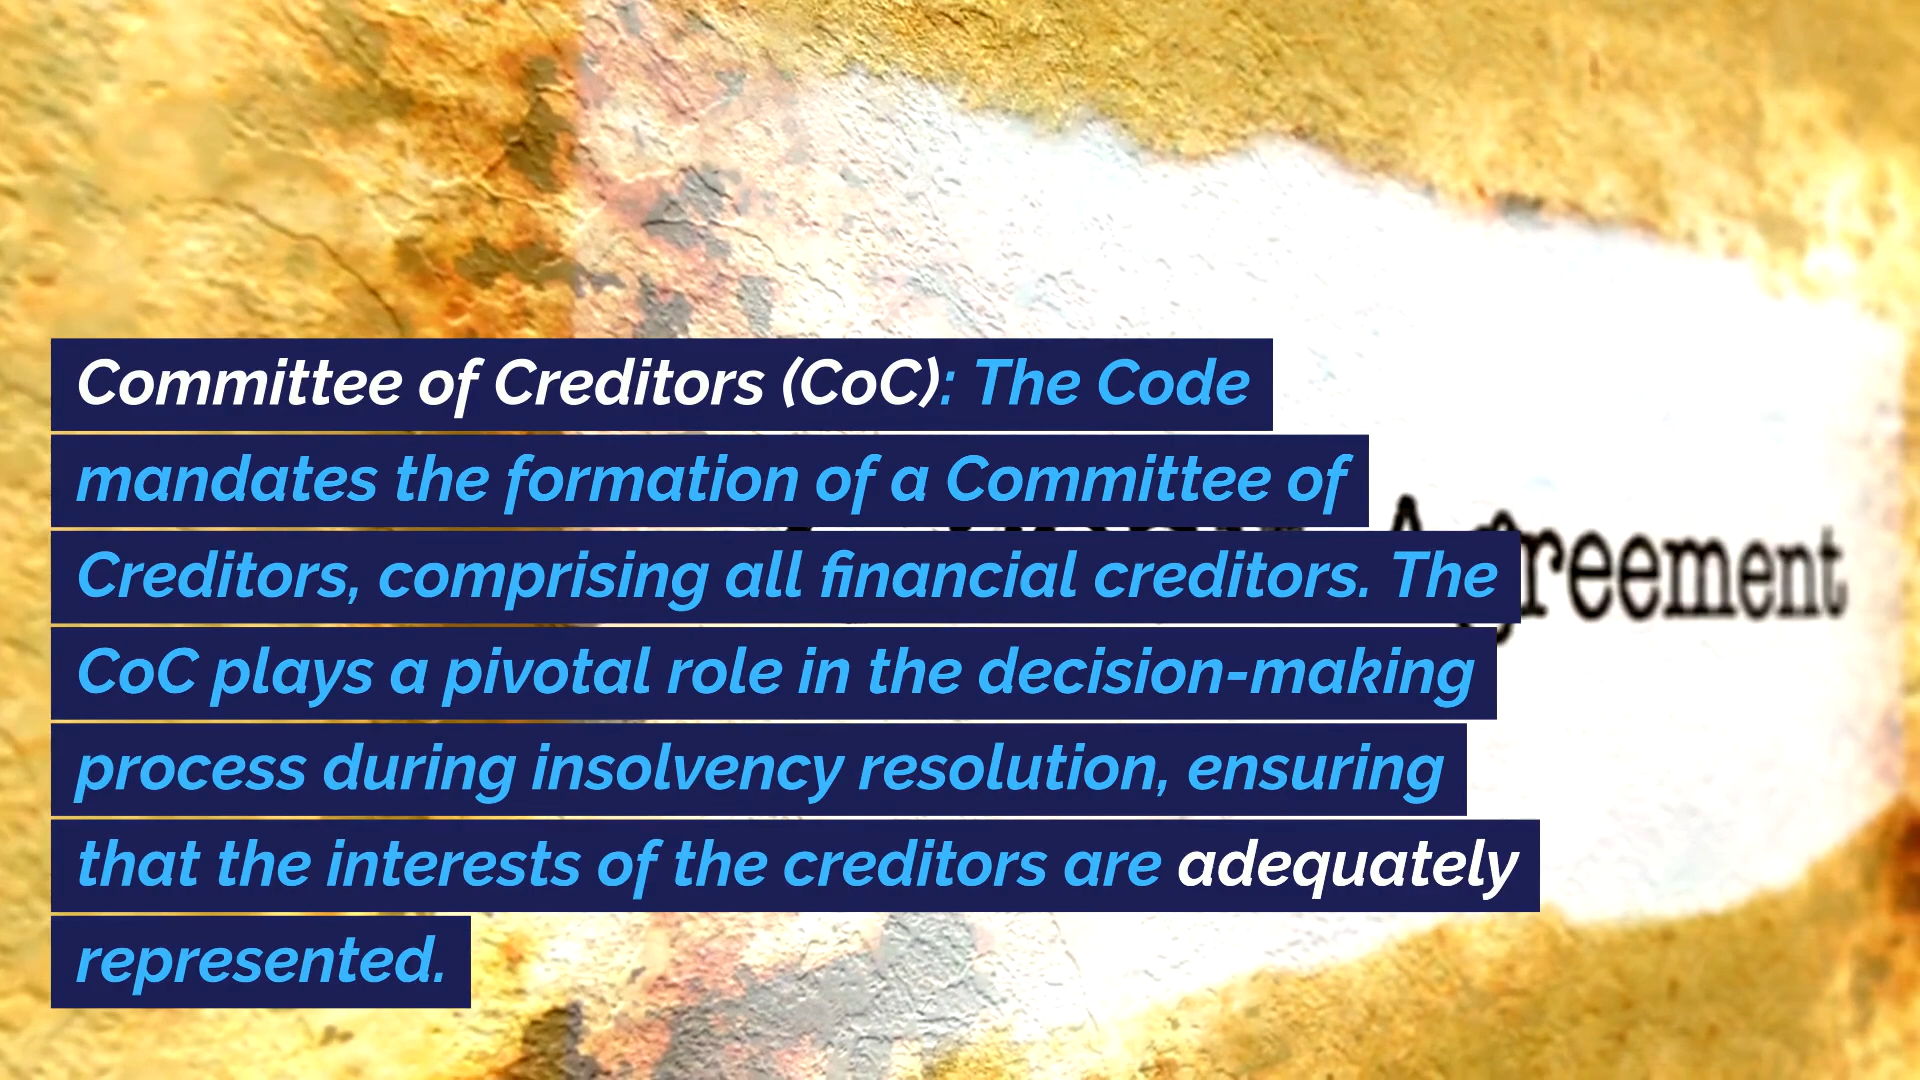 Committee of Creditors (CoC): The Code
mandates the formation of a Committee of
Creditors, comprising all financial creditors. The
CoC plays a pivotal role in the decision-making
process during insolvency resolution, ensuring
that the interests of the creditors are adequately
represented.
Agreement